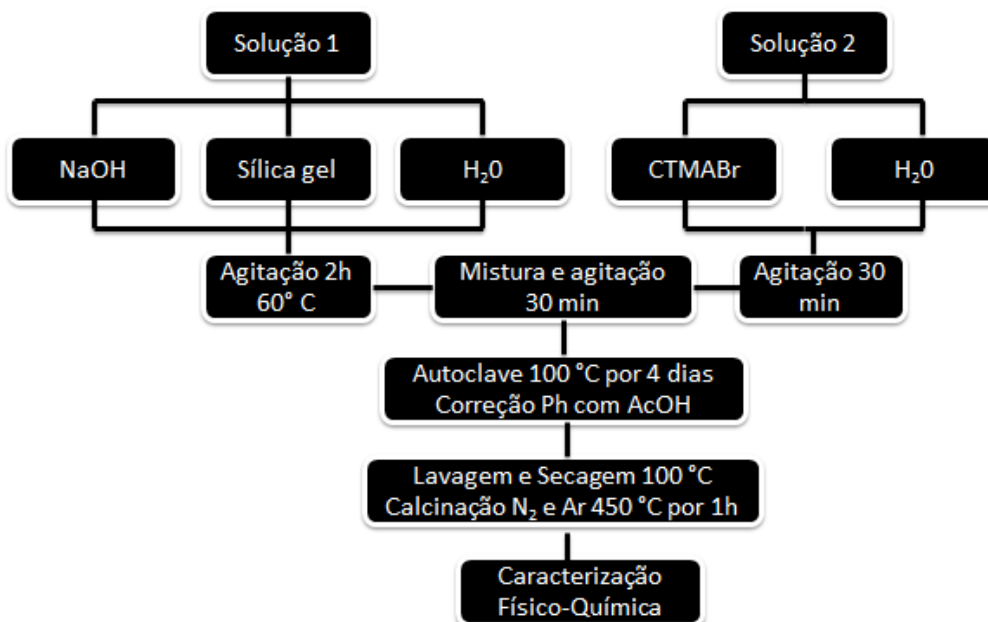 Solução 1
Solução 2
NaOH
Sílica gel
H₂0
CTMABr
H₂0
Agitação 2h
60° C
Mistura e agitação
30 min
Agitação 30
min
Autoclave 100 °C por 4 dias
Correção Ph com AcOH
Lavagem e Secagem 100 °C
Calcinação N₂ e Ar 450 °C por 1h
Caracterização
Físico-Química